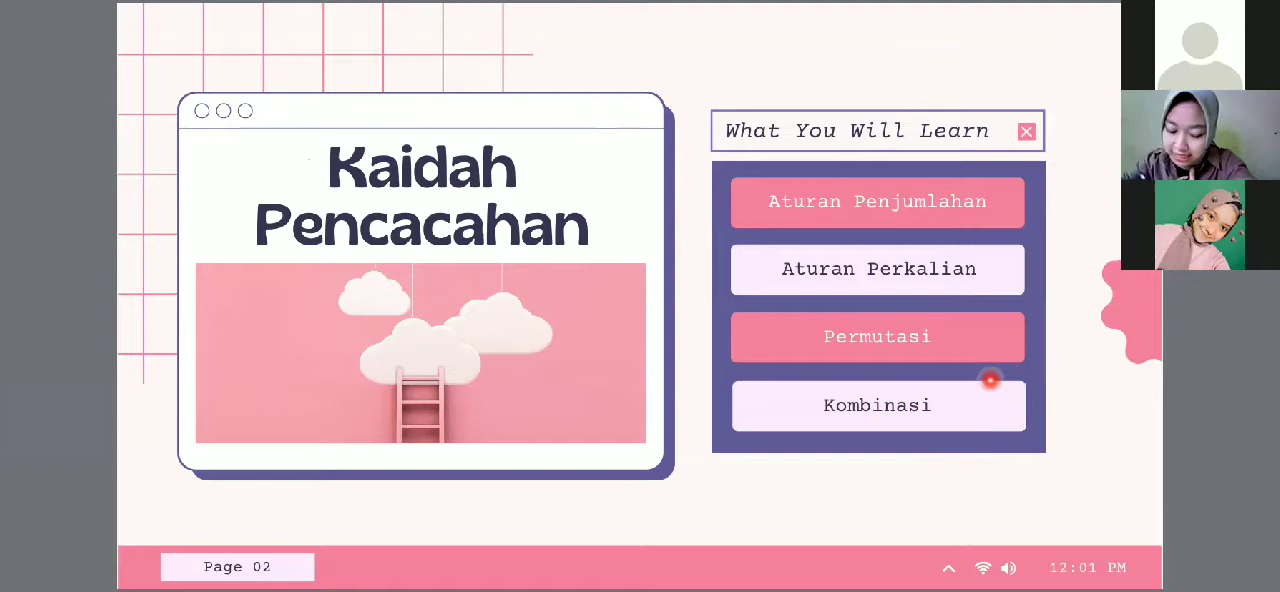 Kaidah
Pencacahan
What You Will Learn
Aturan Penjumlahan
Aturan Perkalian
Permutasi
Kombinasi
Page 02
12:01 PM